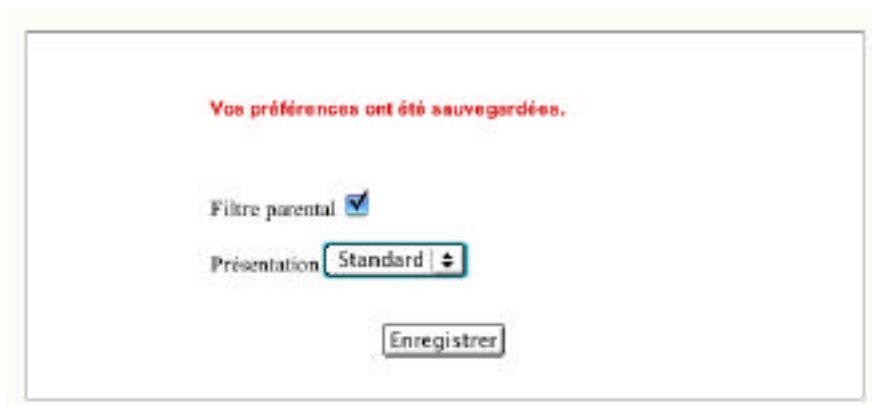 Vos préférences ont été sauvegardées.
Filtre parental
Présentation Standard
Enregistrer